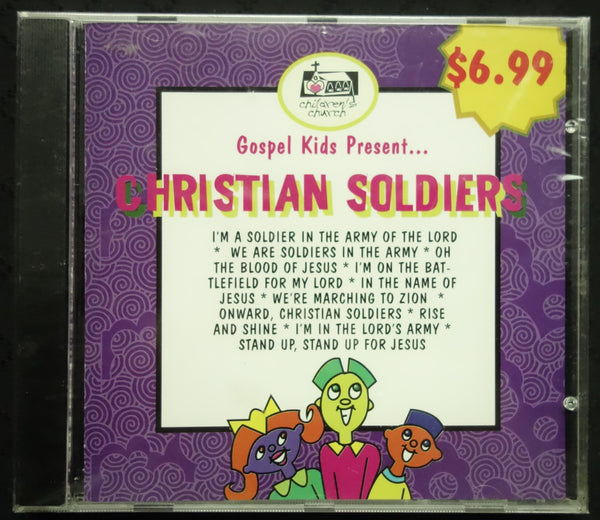 $6.99
children's
church
Gospel Kids Present...
CHRISTIAN SOLDIERS
I'M A SOLDIER IN THE ARMY OF THE LORD
* WE ARE SOLDIERS IN THE ARMY * OH
THE BLOOD OF JESUS * I'M ON THE BAT-
TLEFIELD FOR MY LORD * IN THE NAME OF
JESUS * WE'RE MARCHING TO ZION *
ONWARD, CHRISTIAN SOLDIERS * RISE
AND SHINE * I'M IN THE LORD'S ARMY *
STAND UP, STAND UP FOR JESUS